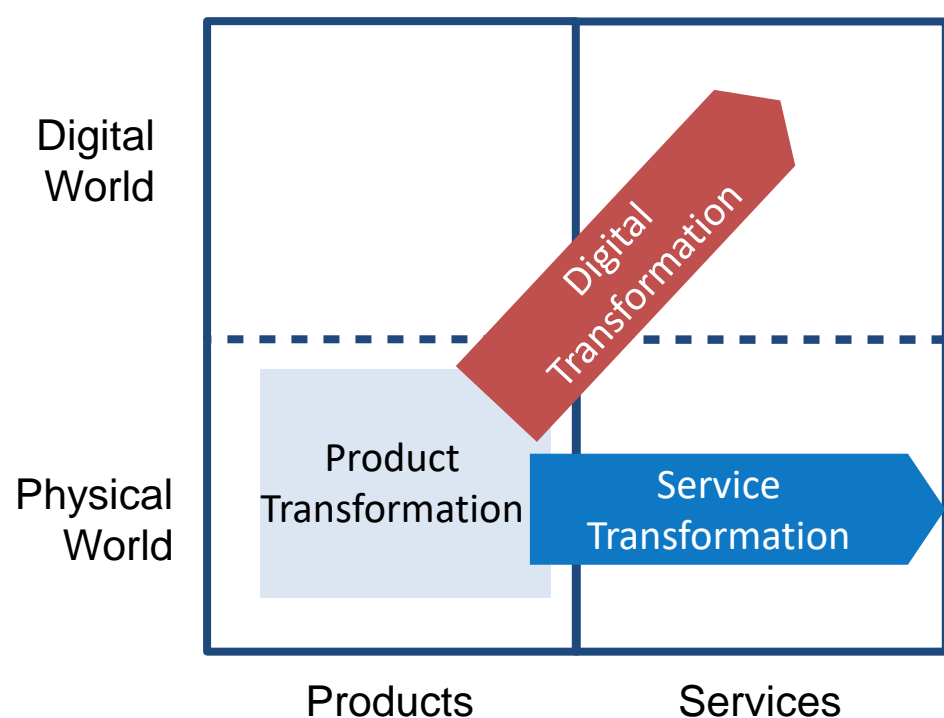 Digital
World
Digital
Transformation
Physical
World
Product
Transformation
Service
Transformation
Products
Services